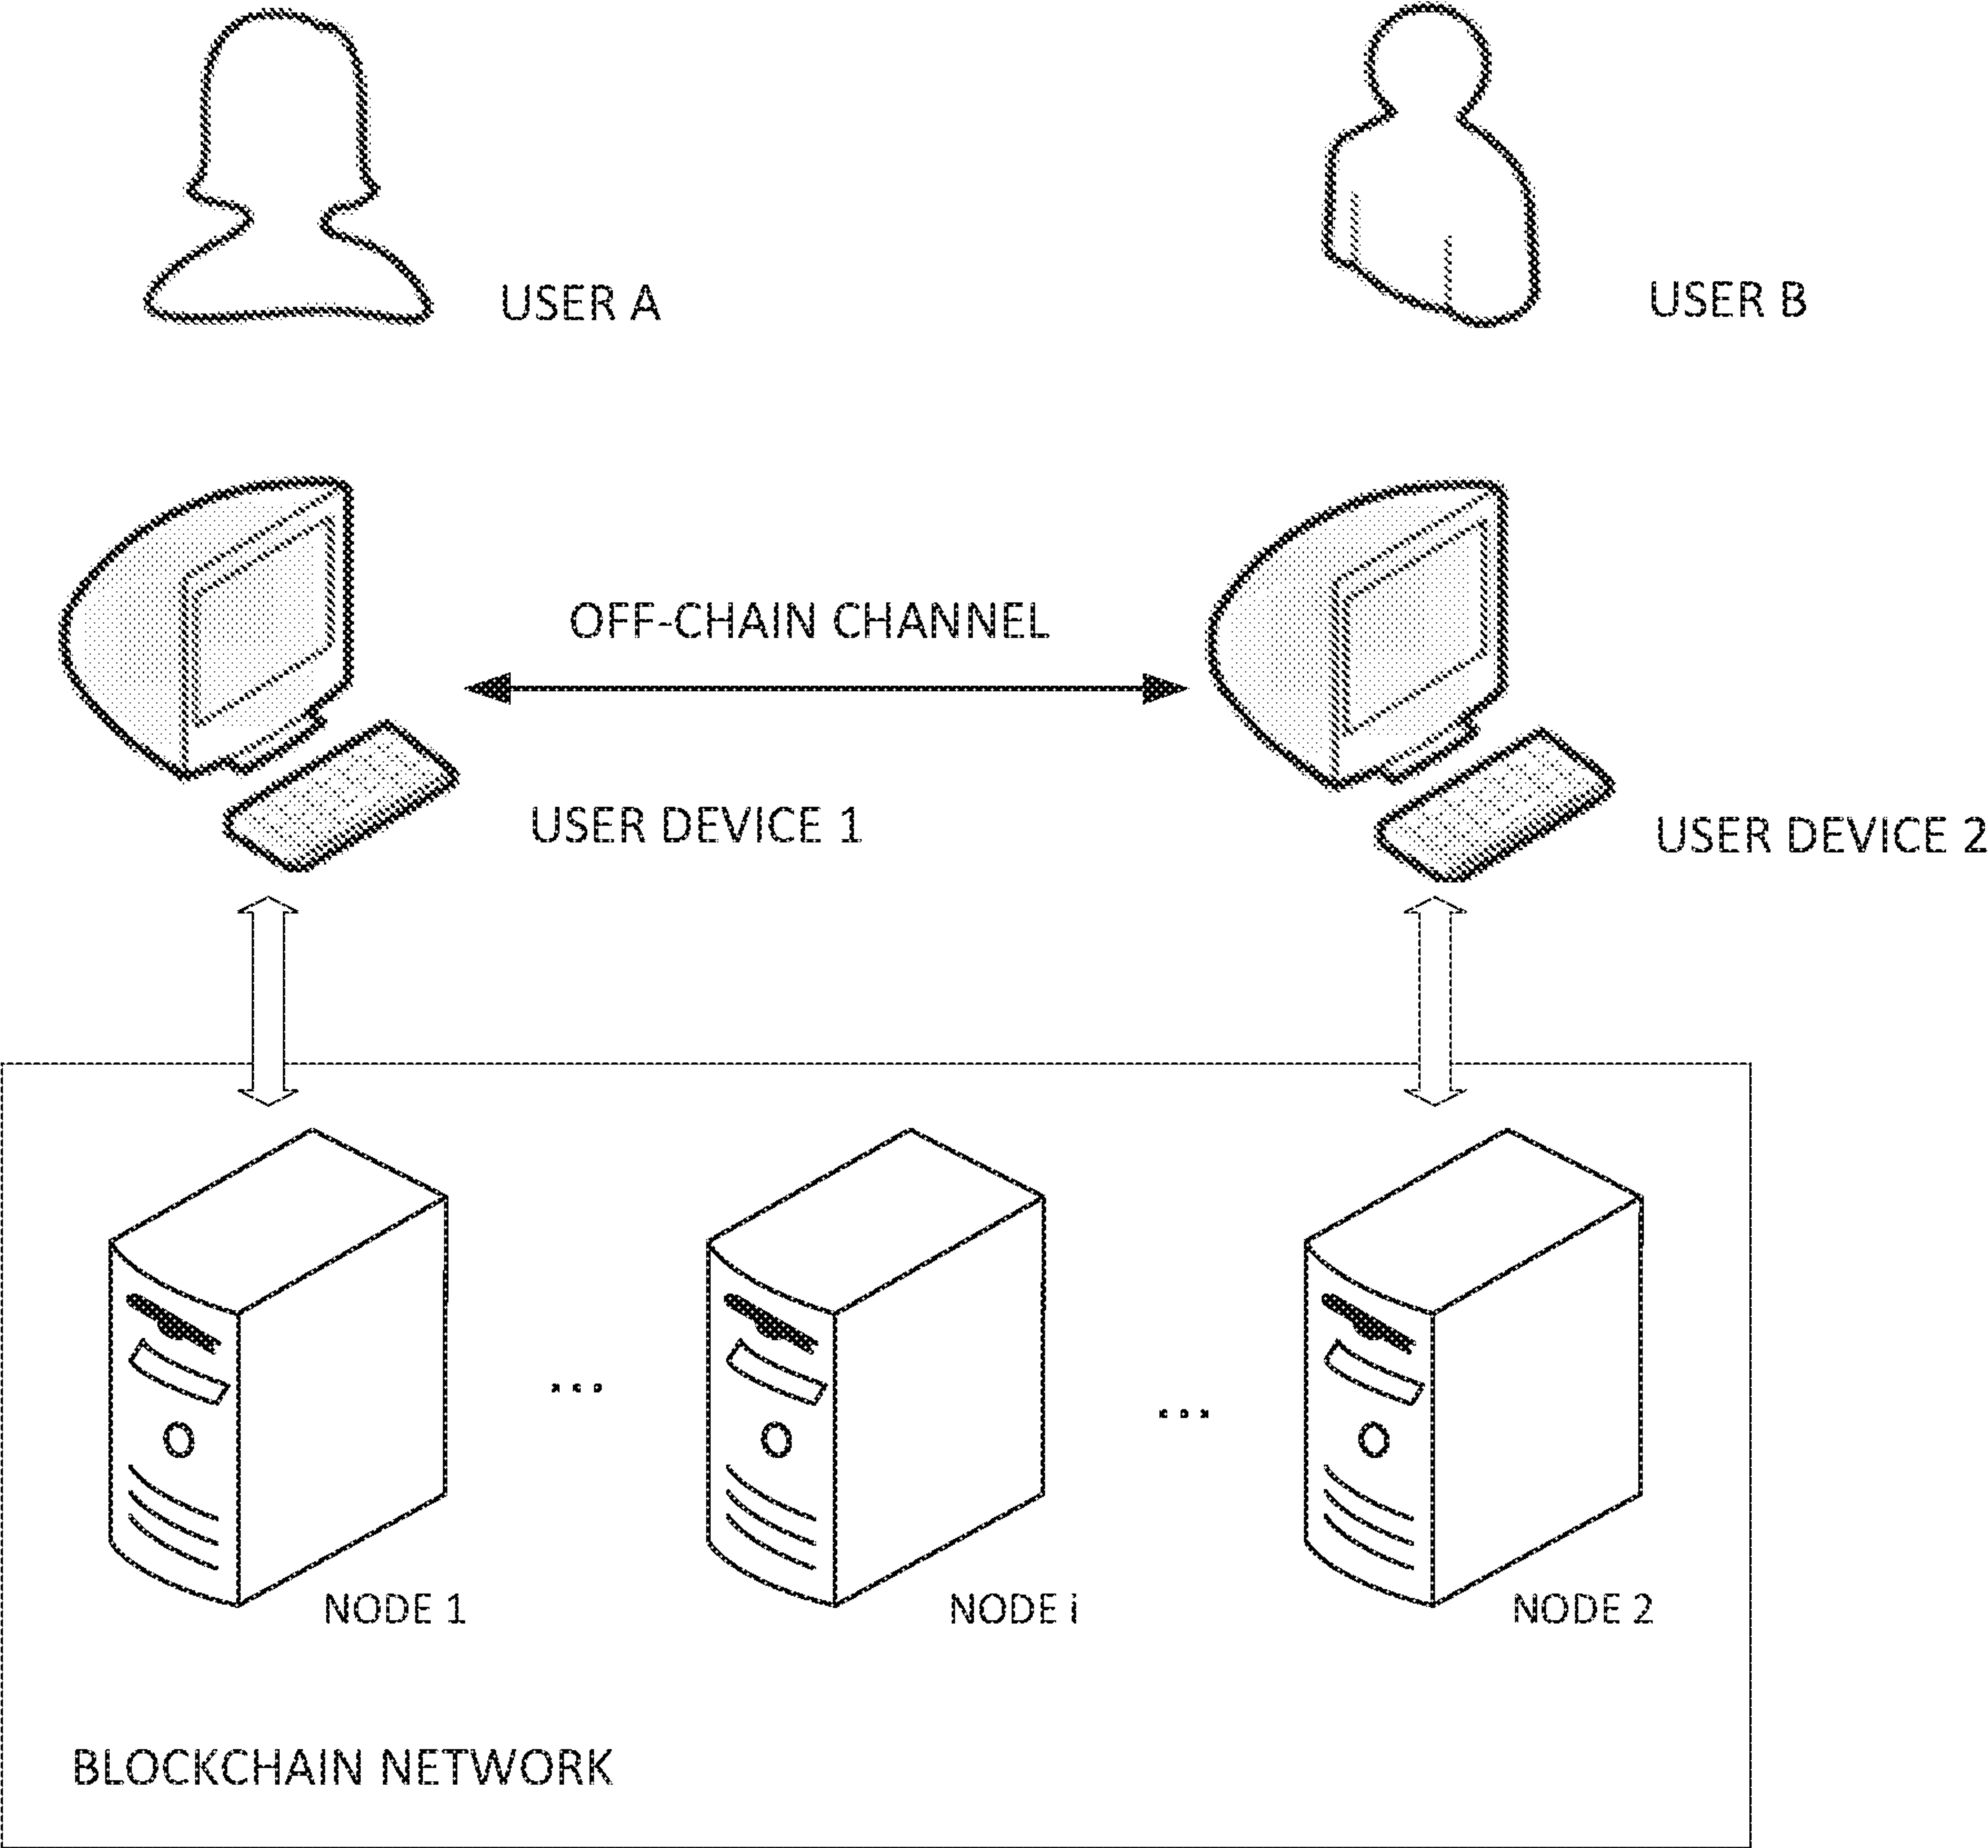 USER A
USER B
OFF-CHAIN CHANNEL
USER DEVICE 1
USER DEVICE 2
...
...
NODE 1
NODE i
NODE 2
BLOCKCHAIN NETWORK